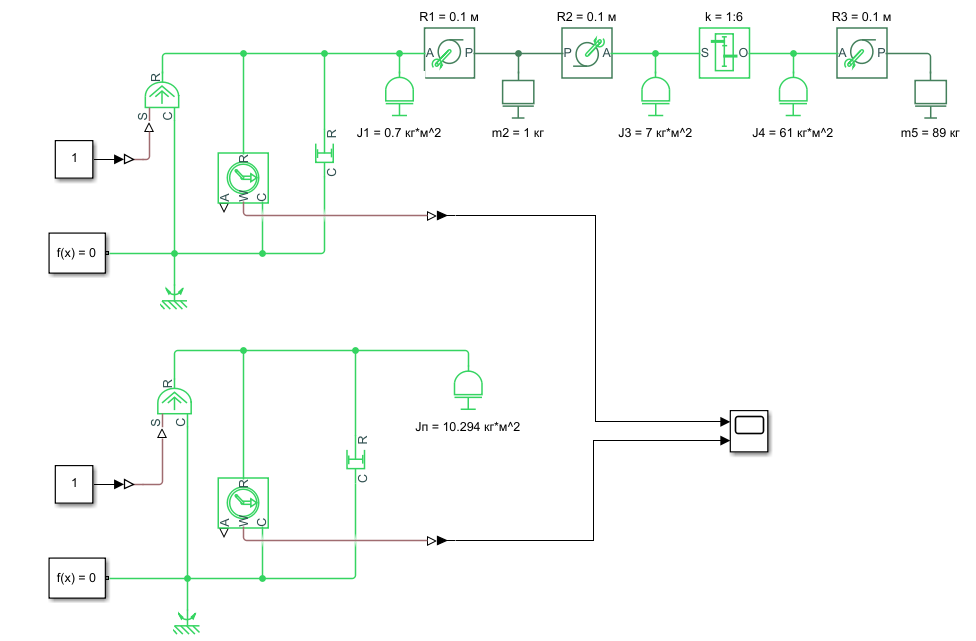 R1 = 0.1 м
R2 = 0.1 м
k = 1:6
R3 = 0.1 м
A P
P A
S O
A P
R
S C
J1 = 0.7 кг*м^2
m2 = 1 кг
J3 = 7 кг*м^2
J4 = 61 кг*м^2
m5 = 89 кг
1
R
C
R
A W C
f(x) = 0
R
S C
Jп = 10.294 кг*м^2
R
C
1
R
A W C
f(x) = 0